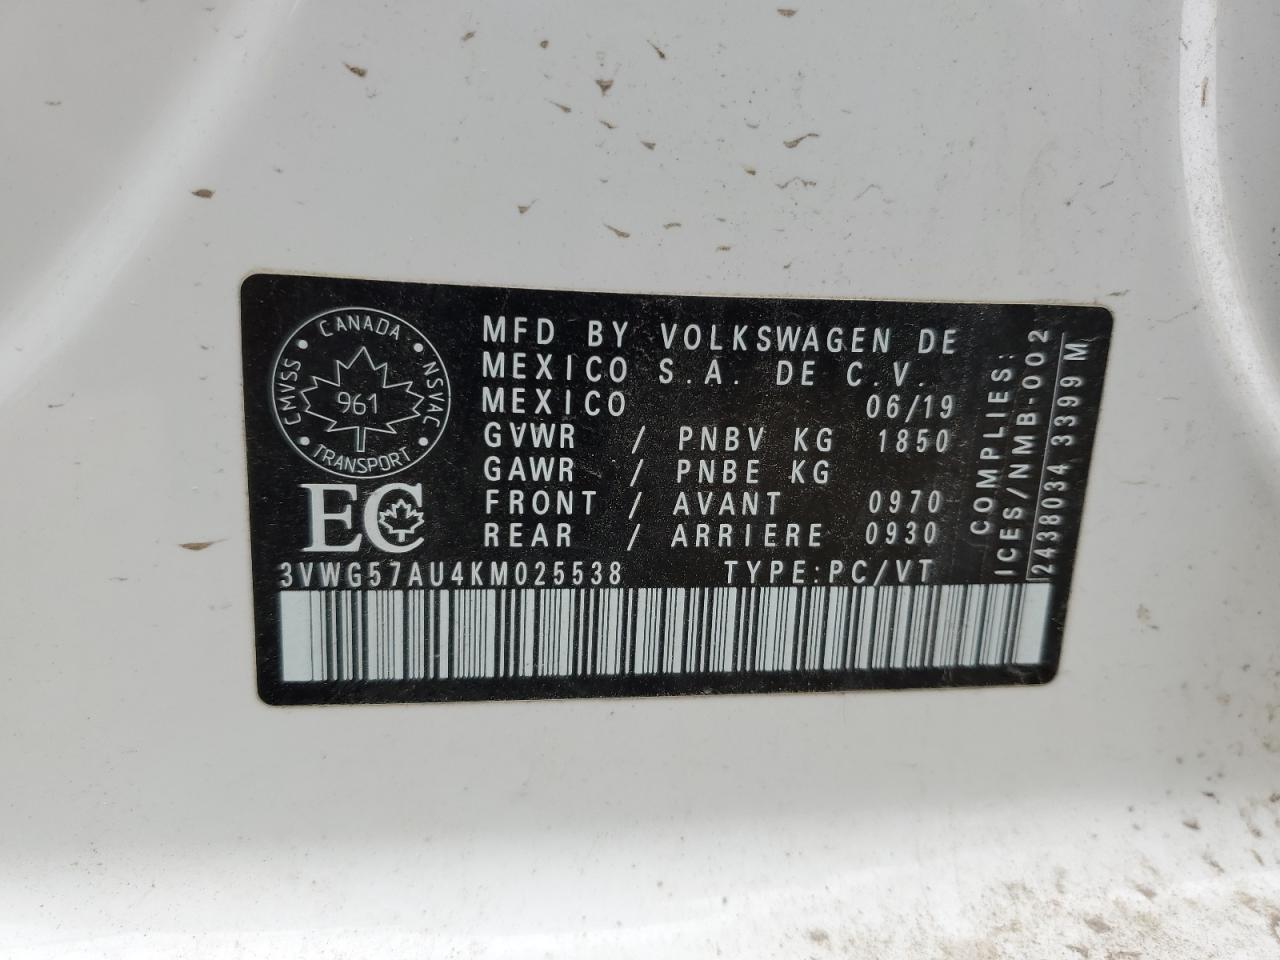 CANADA
CMVSS
NSVAC
961
TRANSPORT
EC
MFD BY VOLKSWAGEN DE
MEXICO S.A. DE C.V.
MEXICO 06/19
GVWR / PNBV KG 1850
GAWR / PNBE KG
FRONT / AVANT 0970
REAR / ARRIERE 0930
3VWG57AU4KM025538 TYPE:PC/VT
COMPLIES:
ICES/NMB-002
2438034 3399 M